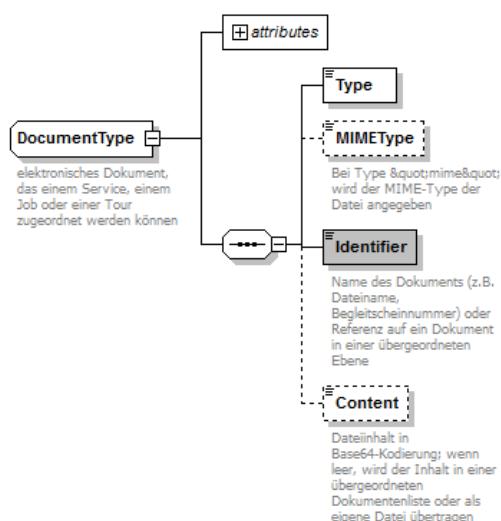 attributes
Type
DocumentType
elektronisches Dokument,
das einem Service, einem
Job oder einer Tour
zugeordnet werden können
MIMEType
Bei Type &quot;mime&quot;
wird der MIME-Type der
Datei angegeben
Identifier
Name des Dokuments (z.B.
Dateiname,
Begleitscheinnummer) oder
Referenz auf ein Dokument
in einer übergeordneten
Ebene
Content
Dateiinhalt in
Base64-Kodierung; wenn
leer, wird der Inhalt in einer
übergeordneten
Dokumentenliste oder als
eigene Datei übertragen